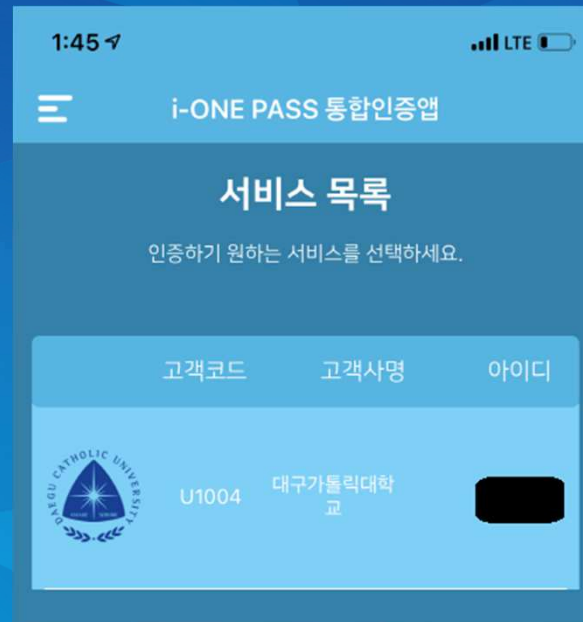 1:45
LTE
i-ONE PASS 통합인증앱
서비스 목록
인증하기 원하는 서비스를 선택하세요.
고객코드 고객사명 아이디
DAEGU CATHOLIC UNIVERSITY
U1004
대구가톨릭대학
교